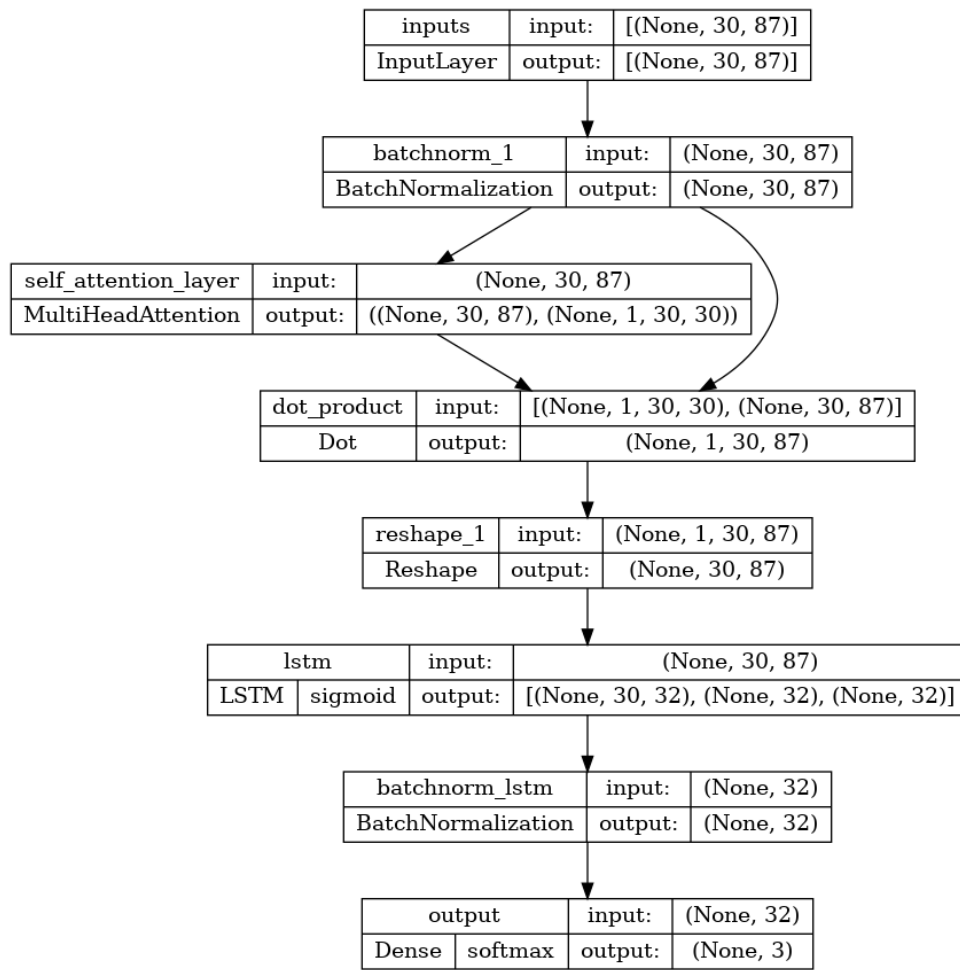 inputs input: [(None, 30, 87)]
InputLayer output: [(None, 30, 87)]
batchnorm_1 input: (None, 30, 87)
BatchNormalization output: (None, 30, 87)
self_attention_layer input: (None, 30, 87)
MultiHeadAttention output: ((None, 30, 87), (None, 1, 30, 30))
dot_product input: [(None, 1, 30, 30), (None, 30, 87)]
Dot output: (None, 1, 30, 87)
reshape_1 input: (None, 1, 30, 87)
Reshape output: (None, 30, 87)
lstm input: (None, 30, 87)
LSTM sigmoid output: [(None, 30, 32), (None, 32), (None, 32)]
batchnorm_lstm input: (None, 32)
BatchNormalization output: (None, 32)
output input: (None, 32)
Dense softmax output: (None, 3)